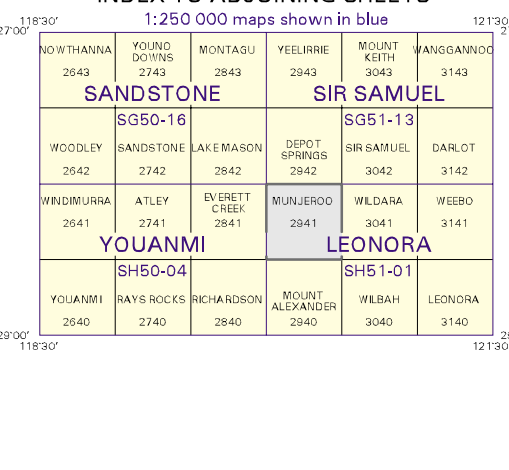 INDEX TO ADJOINING SHEETS
1:250 000 maps shown in blue
118°30' 121°30'
27°00'
NOWTHANNA YOUNO DOWNS MONTAGU YEELIRRIE MOUNT KEITH WANGGANNOO
2643 2743 2843 2943 3043 3143
SANDSTONE SIR SAMUEL
SG50-16 SG51-13
WOODLEY SANDSTONE LAKE MASON DEPOT SPRINGS SIR SAMUEL DARLOT
2642 2742 2842 2942 3042 3142
WINDIMURRA ATLEY EVERETT CREEK MUNJEROO WILDARA WEEBO
2641 2741 2841 2941 3041 3141
YOUANMI LEONORA
SH50-04 SH51-01
YOUANMI RAYS ROCKS RICHARDSON MOUNT ALEXANDER WILBAH LEONORA
2640 2740 2840 2940 3040 3140
29°00'
118°30' 121°30'